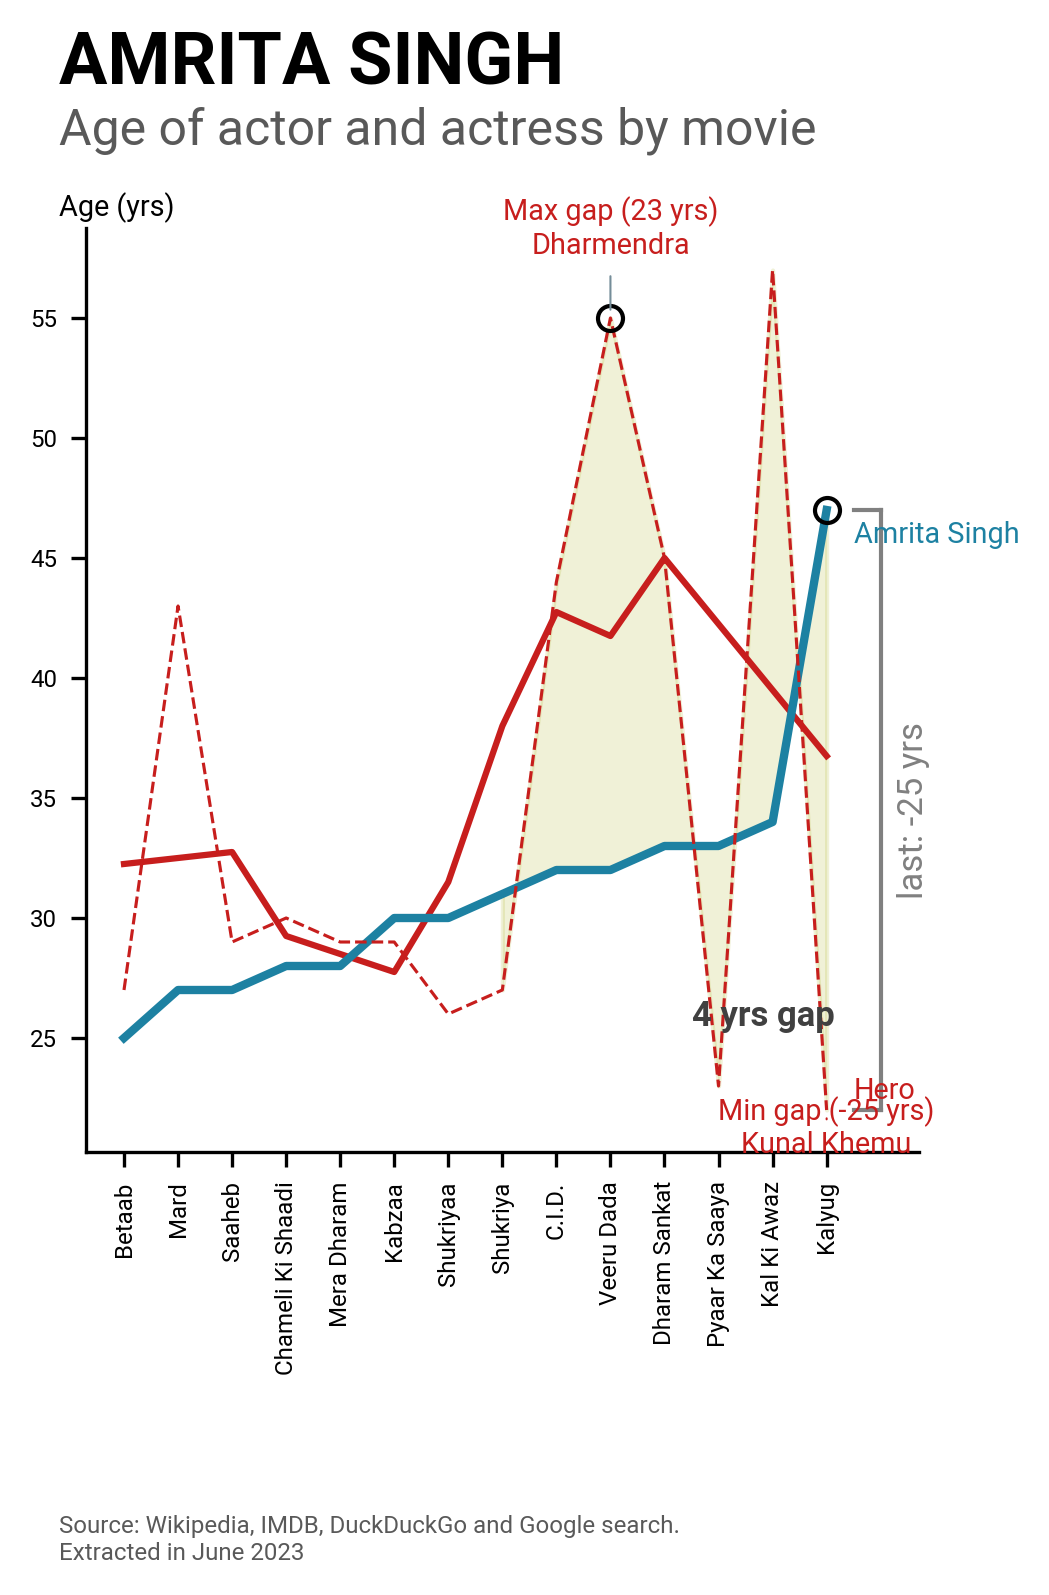 AMRITA SINGH
Age of actor and actress by movie
Age (yrs)
Max gap (23 yrs)
Dharmendra
55
50
45
40
35
30
25
Amrita Singh
last: -25 yrs
4 yrs gap
Hero
Min gap (-25 yrs)
Kunal Khemu
Betaab
Mard
Saaheb
Chameli Ki Shaadi
Mera Dharam
Kabzaa
Shukriyaa
Shukriya
C.I.D.
Veeru Dada
Dharam Sankat
Pyaar Ka Saaya
Kal Ki Awaz
Kalyug
Source: Wikipedia, IMDB, DuckDuckGo and Google search.
Extracted in June 2023